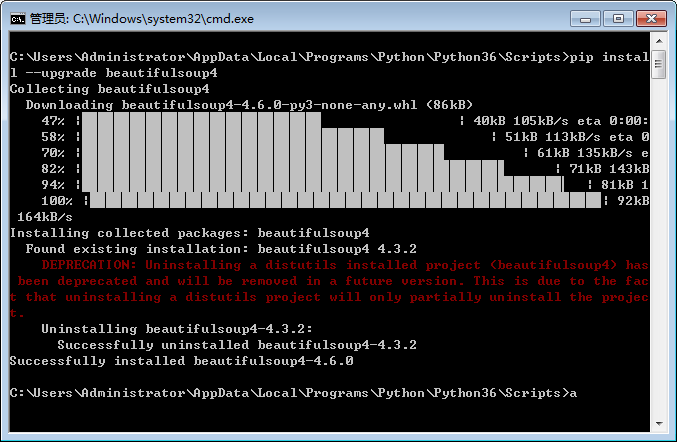 管理员: C:\Windows\system32\cmd.exe
C:\Users\Administrator\AppData\Local\Programs\Python\Python36\Scripts>pip instal
l --upgrade beautifulsoup4
Collecting beautifulsoup4
  Downloading beautifulsoup4-4.6.0-py3-none-any.whl (86kB)
    47% | | 40kB 105kB/s eta 0:00:
    58% | | 51kB 113kB/s eta 0
    70% | | 61kB 135kB/s e
    82% | | 71kB 143kB
    94% | | 81kB 1
    100% | | 92kB
 164kB/s
Installing collected packages: beautifulsoup4
  Found existing installation: beautifulsoup4 4.3.2
    DEPRECATION: Uninstalling a distutils installed project (beautifulsoup4) has
 been deprecated and will be removed in a future version. This is due to the fac
t that uninstalling a distutils project will only partially uninstall the projec
t.
    Uninstalling beautifulsoup4-4.3.2:
      Successfully uninstalled beautifulsoup4-4.3.2
Successfully installed beautifulsoup4-4.6.0
C:\Users\Administrator\AppData\Local\Programs\Python\Python36\Scripts>a